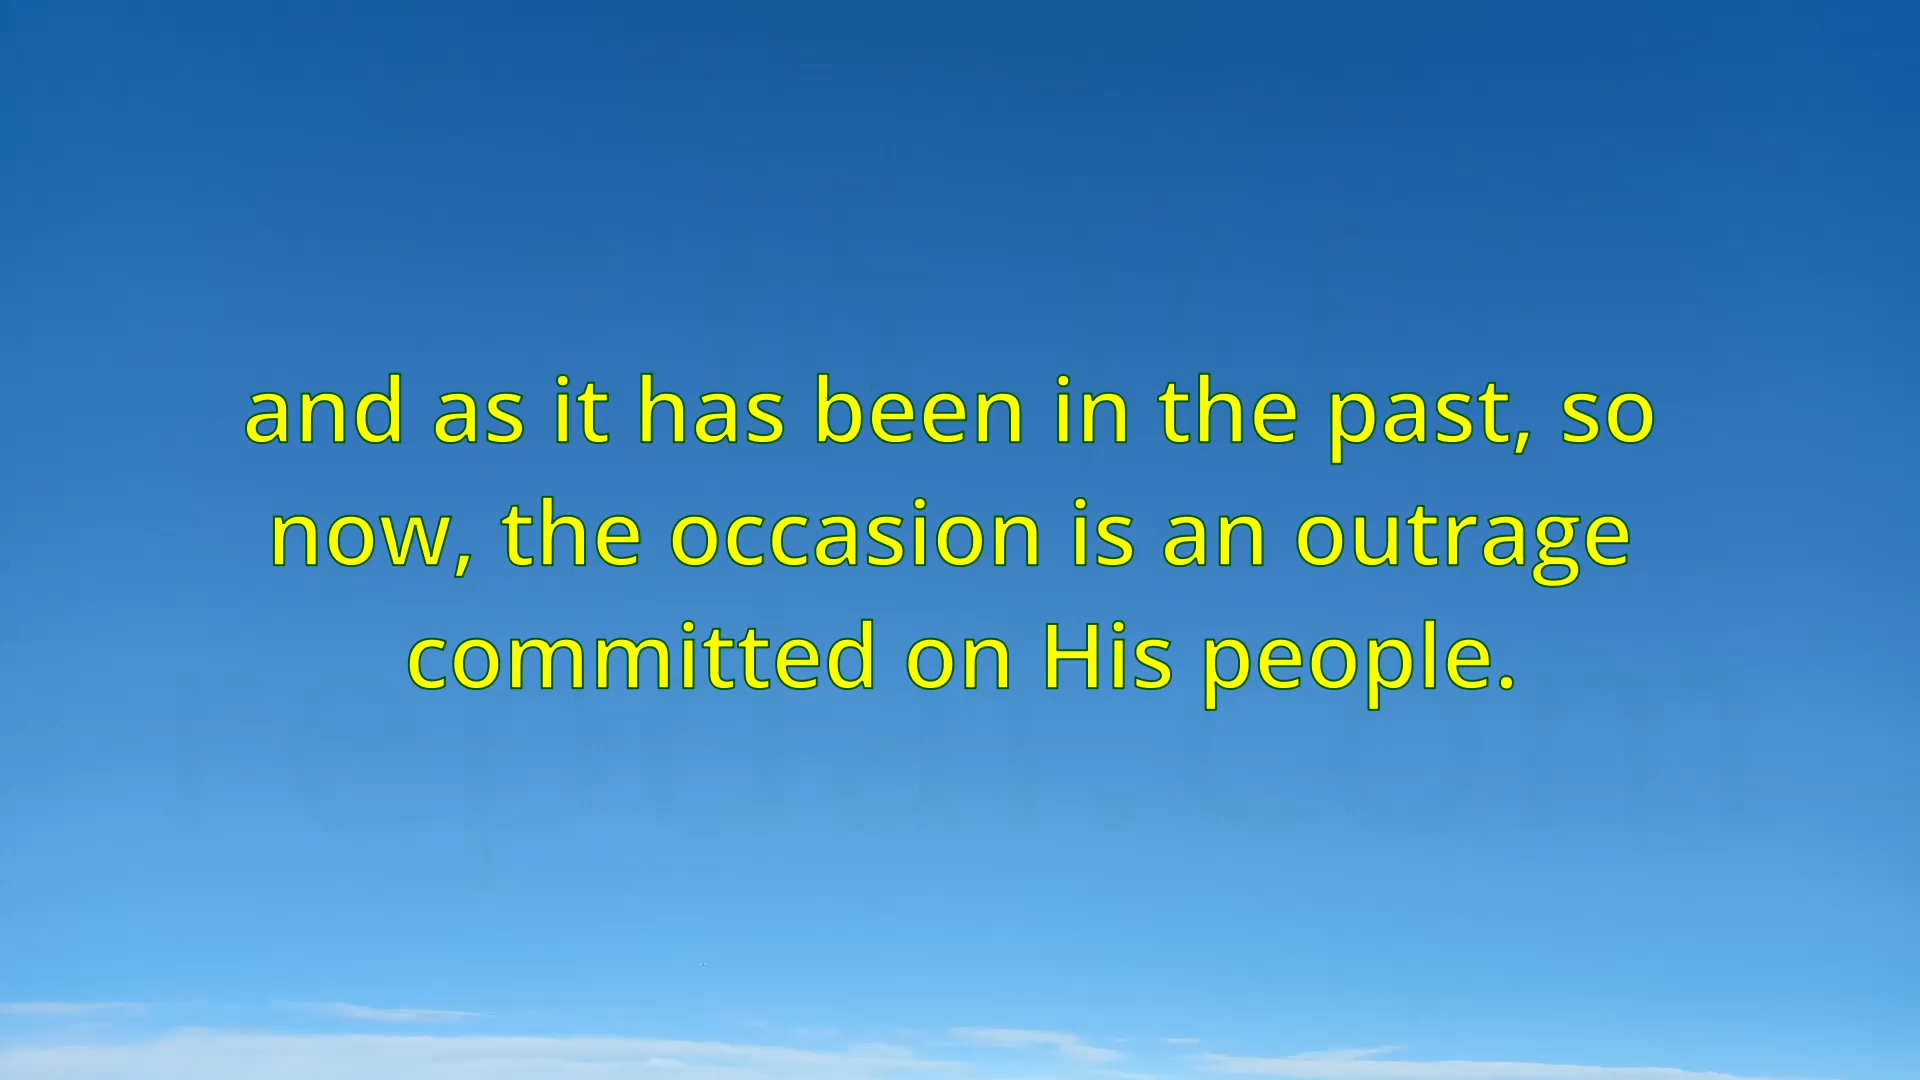 and as it has been in the past, so
now, the occasion is an outrage
committed on His people.